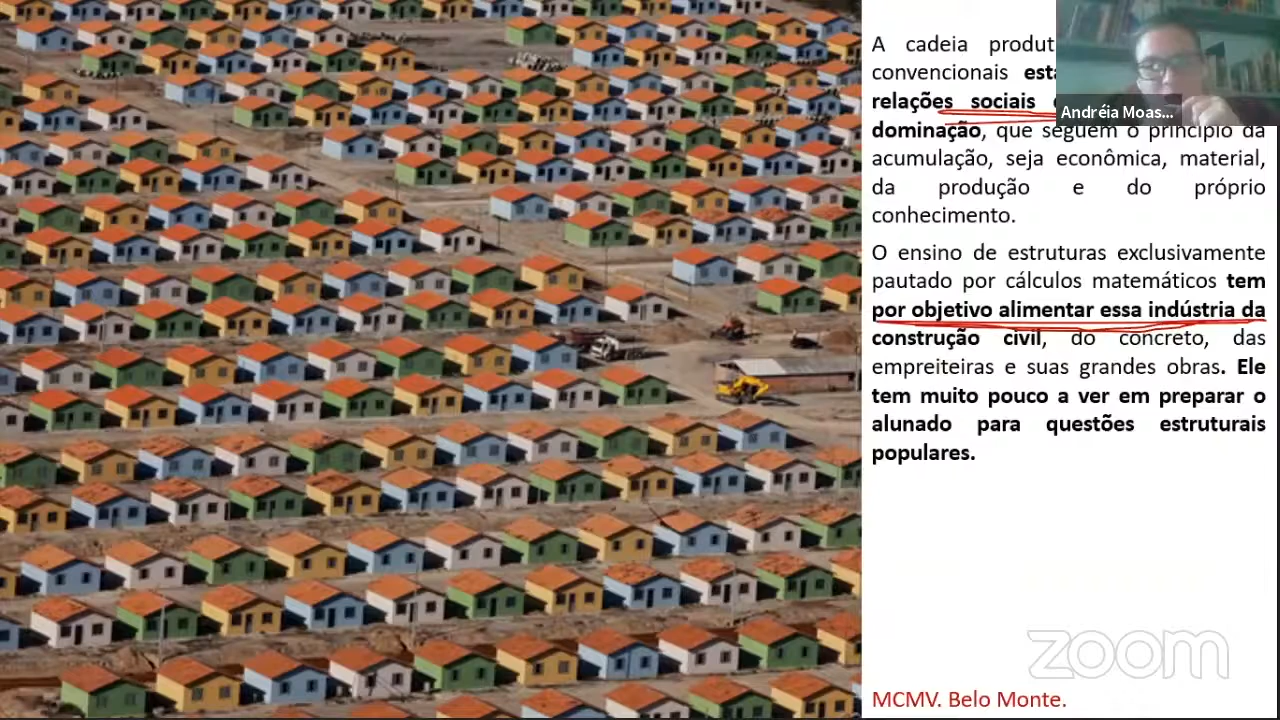 A cadeia produt
convencionais est
relações sociais
dominação, que seguem o princípio da
acumulação, seja econômica, material,
da produção e do próprio
conhecimento.
O ensino de estruturas exclusivamente
pautado por cálculos matemáticos tem
por objetivo alimentar essa indústria da
construção civil, do concreto, das
empreiteiras e suas grandes obras. Ele
tem muito pouco a ver em preparar o
alunado para questões estruturais
populares.
MCMV. Belo Monte.
Andréia Moas...
zoom